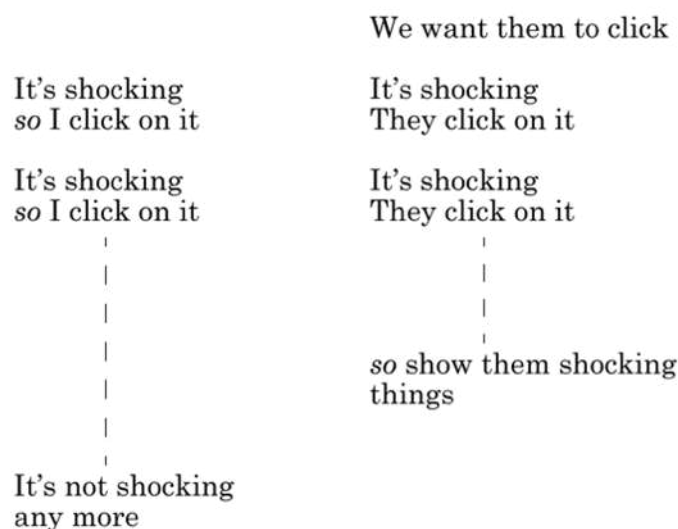 We want them to click
It's shocking
so I click on it
It's shocking
so I click on it
It's not shocking
any more
It's shocking
They click on it
It's shocking
They click on it
so show them shocking
things